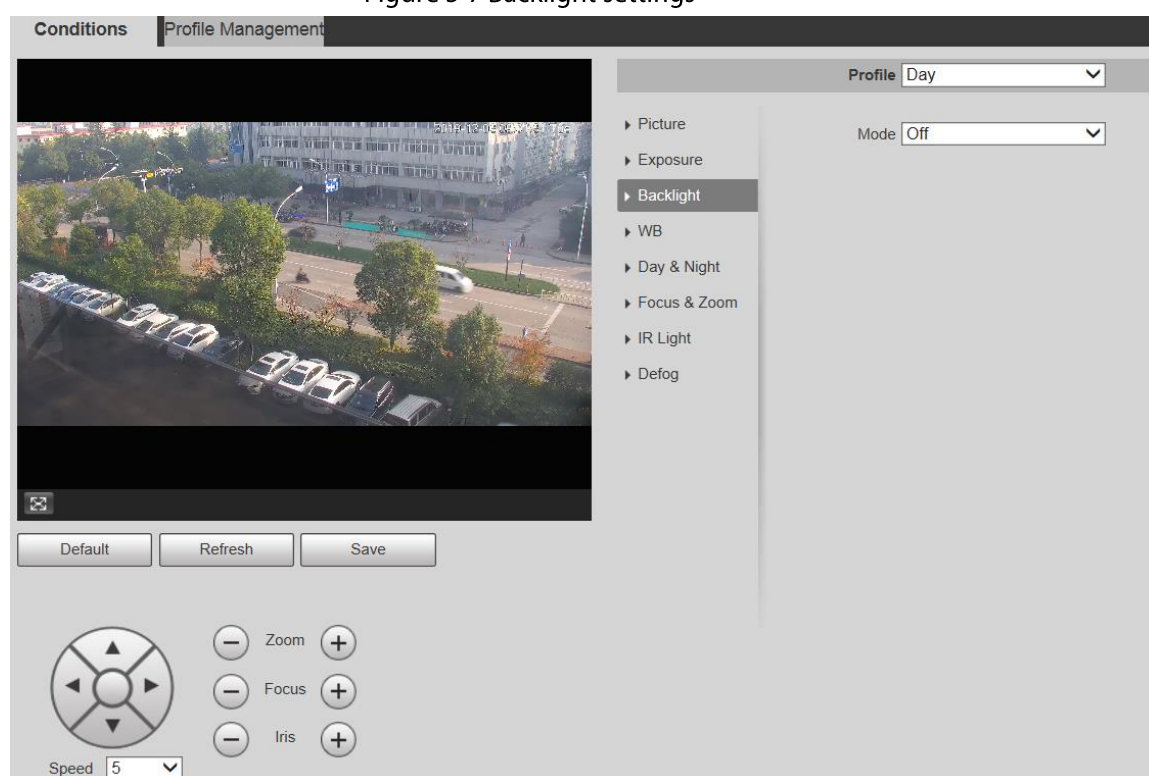 Conditions
Profile Management
Profile Day
Picture
Mode Off
Exposure
Backlight
WB
Day & Night
Focus & Zoom
IR Light
Defog
Default
Refresh
Save
Zoom
Focus
Iris
Speed 5